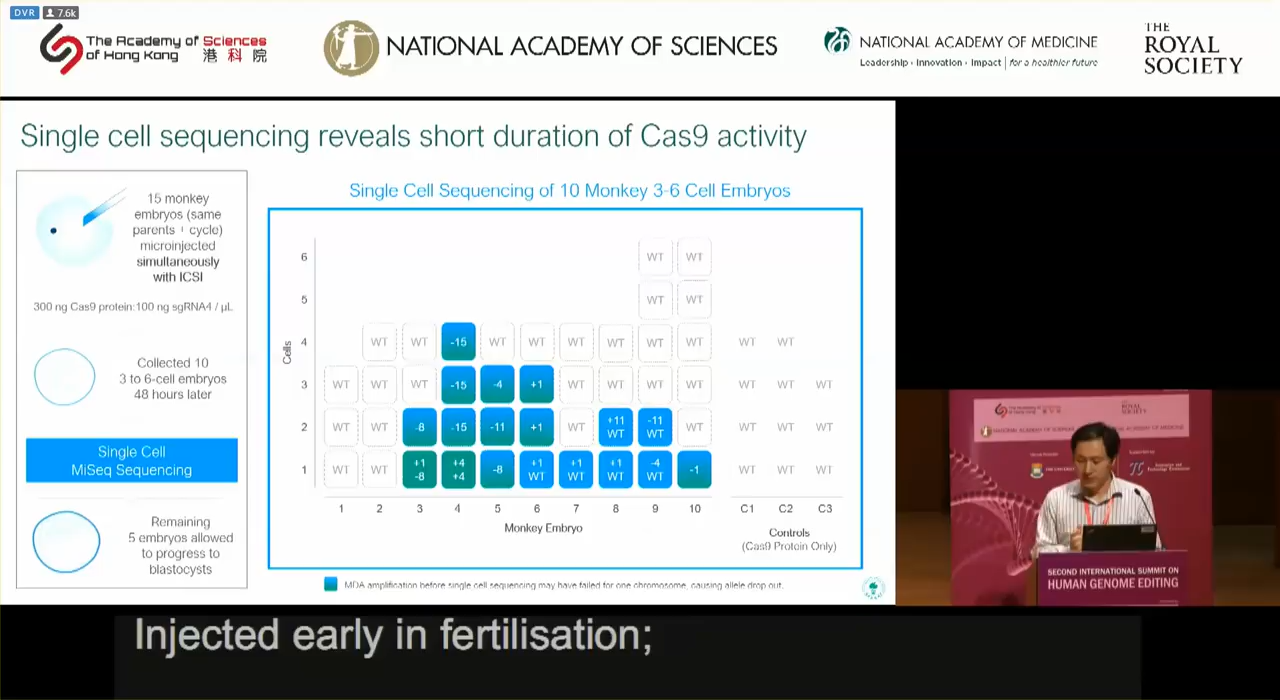 DVR 7.6k
The Academy of Sciences
of Hong Kong 港科院
NATIONAL ACADEMY OF SCIENCES
NATIONAL ACADEMY OF MEDICINE
Leadership · Innovation · Impact | for a healthier future
THE
ROYAL
SOCIETY
Single cell sequencing reveals short duration of Cas9 activity
15 monkey
embryos (same
parents + cycle)
microinjected
simultaneously
with ICSI
300 ng Cas9 protein:100 ng sgRNA4 / µL
Collected 10
3 to 6-cell embryos
48 hours later
Single Cell
MiSeq Sequencing
Remaining
5 embryos allowed
to progress to
blastocysts
Single Cell Sequencing of 10 Monkey 3-6 Cell Embryos
Cells
6 WT WT
5 WT WT
4 WT WT -15 WT WT WT WT WT WT WT WT
3 WT WT WT -15 -4 +1 WT WT WT WT WT WT WT
2 WT WT -8 -15 -11 +1 WT +11 WT -11 WT WT WT WT WT
1 WT WT +1 -8 +4 +4 -8 +1 WT +1 WT +1 WT -4 WT -1 WT WT WT
1 2 3 4 5 6 7 8 9 10 C1 C2 C3
Monkey Embryo
Controls
(Cas9 Protein Only)
MDA amplification before single cell sequencing may have failed for one chromosome, causing allele drop out.
SECOND INTERNATIONAL SUMMIT ON
HUMAN GENOME EDITING
Injected early in fertilisation;